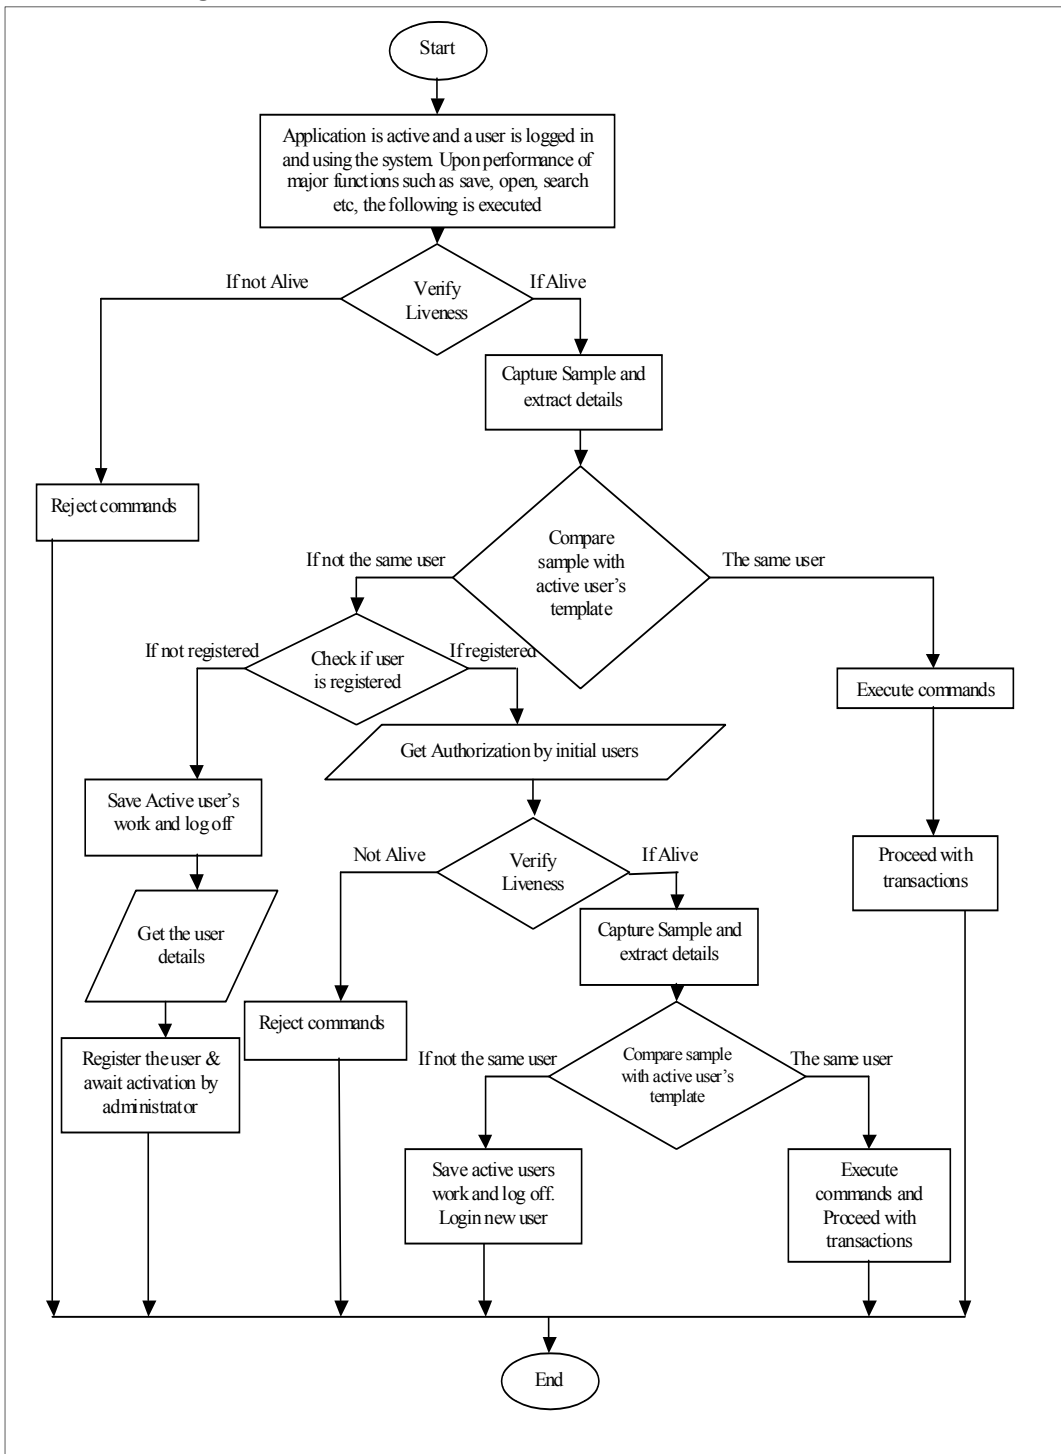 Start
Application is active and a user is logged in
and using the system. Upon performance of
major functions such as save, open, search
etc, the following is executed
If not Alive
Verify
Liveness
If Alive
Capture Sample and
extract details
Reject commands
If not the same user
Compare
sample with
active user's
template
The same user
If not registered
Check if user
is registered
If registered
Execute commands
Get Authorization by initial users
Save Active user's
work and log off
Not Alive
Verify
Liveness
If Alive
Proceed with
transactions
Get the user
details
Capture Sample and
extract details
Reject commands
Register the user &
await activation by
administrator
If not the same user
Compare sample
with active user's
template
The same user
Save active users
work and log off.
Login new user
Execute
commands and
Proceed with
transactions
End